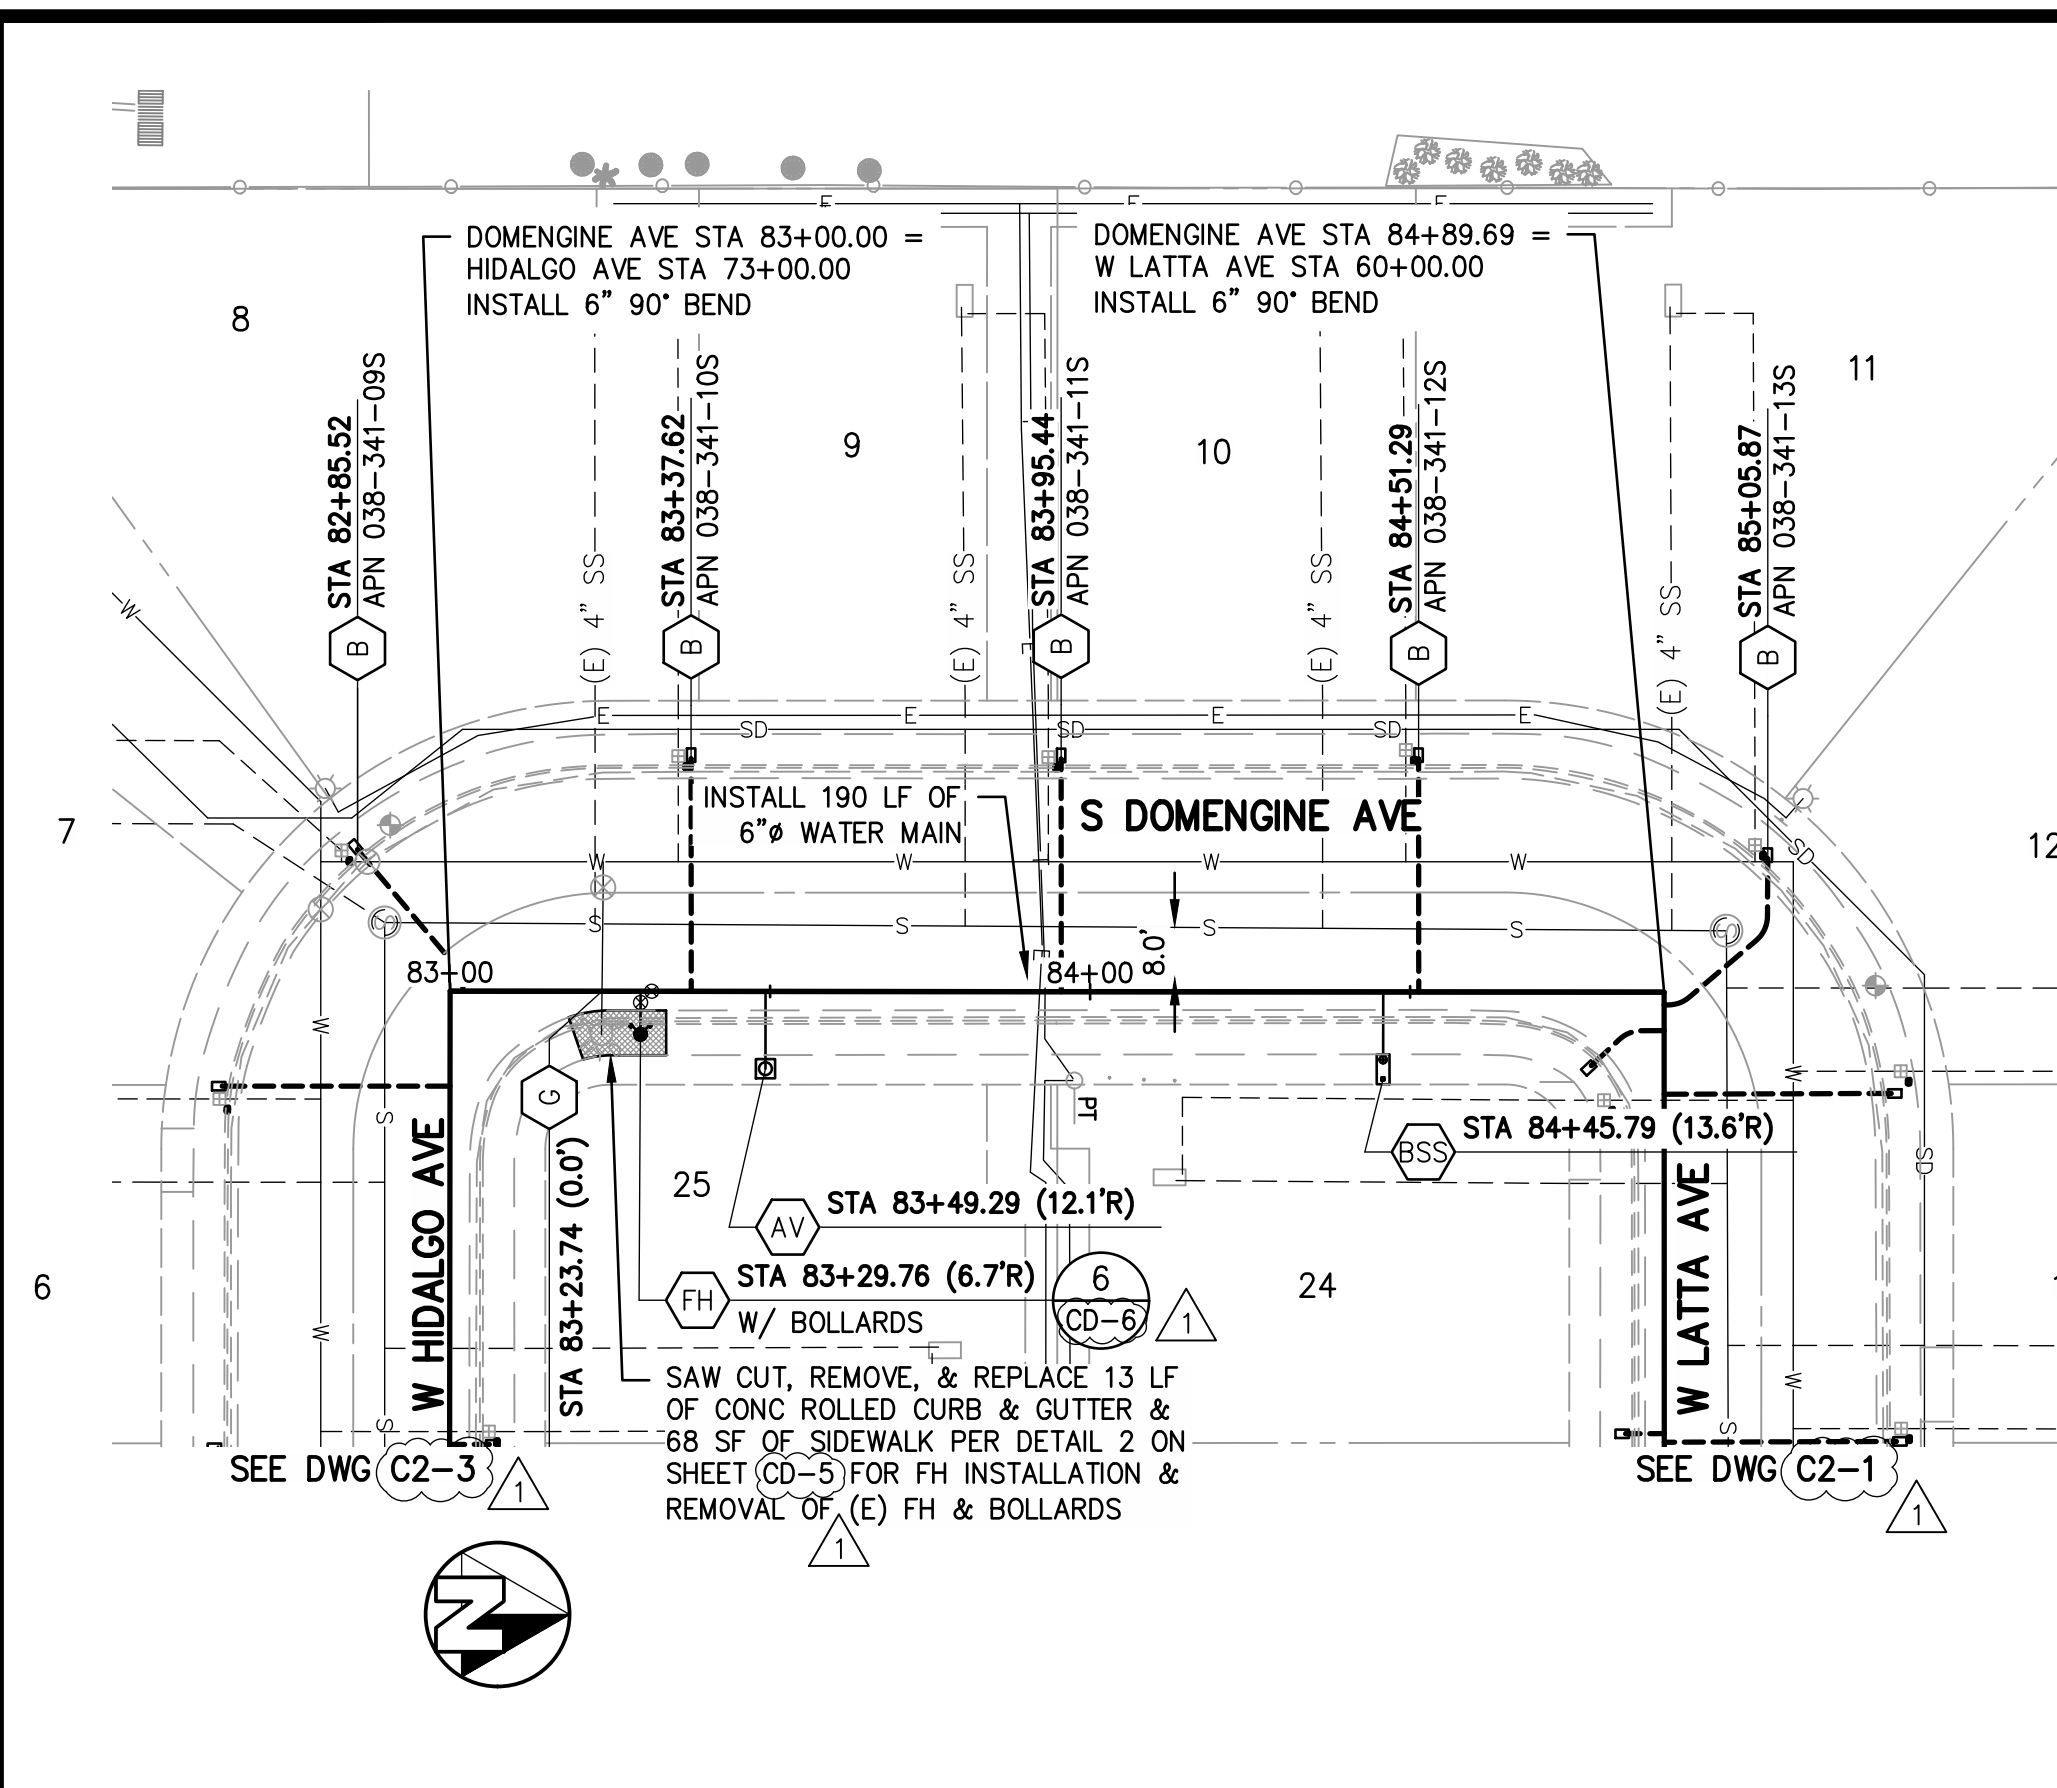 DOMENGINE AVE STA 83+00.00 =
HIDALGO AVE STA 73+00.00
INSTALL 6" 90° BEND
DOMENGINE AVE STA 84+89.69 =
W LATTA AVE STA 60+00.00
INSTALL 6" 90° BEND
E
E
E
8
9
10
11
STA 82+85.52
APN 038-341-09S
B
STA 83+37.62
APN 038-341-10S
B
STA 83+95.44
APN 038-341-11S
B
STA 84+51.29
APN 038-341-12S
B
STA 85+05.87
APN 038-341-13S
B
(E) 4" SS
(E) 4" SS
(E) 4" SS
(E) 4" SS
W
E
E
E
E
SD
SD
SD
SD
INSTALL 190 LF OF
6"ø WATER MAIN
S DOMENGINE AVE
7
12
W
W
W
W
S
S
S
S
S
S
83+00
84+00
8.0'
W
W
S
S
W
W
S
SD
PT
G
STA 83+23.74 (0.0')
W HIDALGO AVE
W LATTA AVE
BSS
STA 84+45.79 (13.6'R)
25
AV
STA 83+49.29 (12.1'R)
FH
STA 83+29.76 (6.7'R)
W/ BOLLARDS
6
CD-6
1
24
6
SAW CUT, REMOVE, & REPLACE 13 LF
OF CONC ROLLED CURB & GUTTER &
68 SF OF SIDEWALK PER DETAIL 2 ON
SHEET CD-5 FOR FH INSTALLATION &
REMOVAL OF (E) FH & BOLLARDS
1
SEE DWG C2-3
1
SEE DWG C2-1
1
N